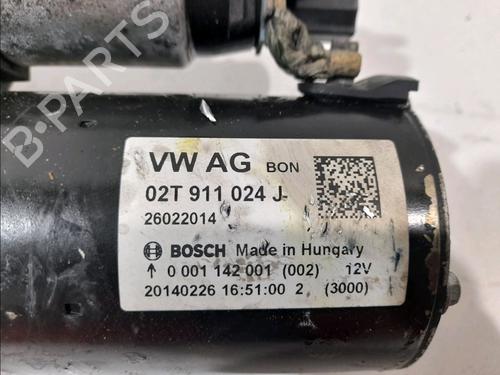 B-PARTS
VW AG BON
02T 911 024 J
26022014
BOSCH Made in Hungary
↑ 0 001 142 001 (002) 12V
20140226 16:51:00 2 (3000)